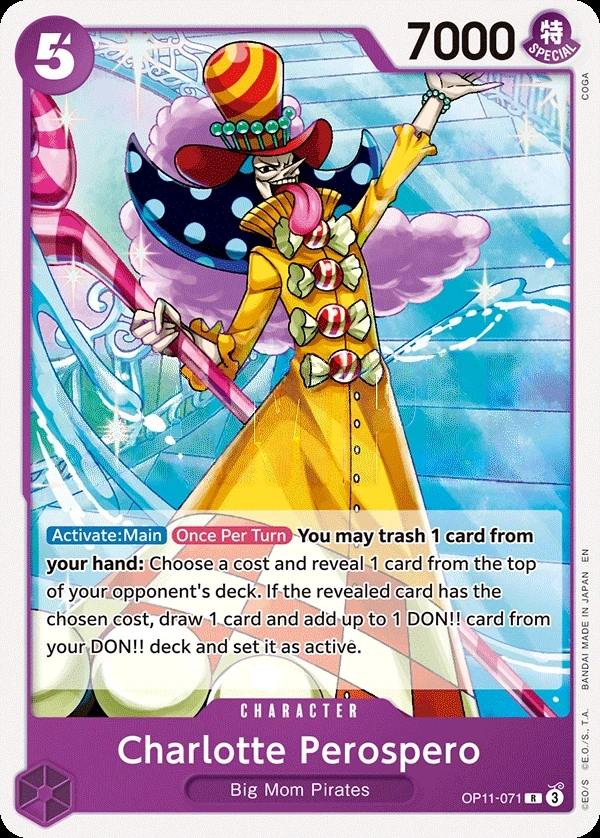 5
7000
特
SPECIAL
COGA
Activate:Main Once Per Turn You may trash 1 card from
your hand: Choose a cost and reveal 1 card from the top
of your opponent's deck. If the revealed card has the
chosen cost, draw 1 card and add up to 1 DON!! card from
your DON!! deck and set it as active.
CHARACTER
Charlotte Perospero
Big Mom Pirates
OP11-071 R 3
©EO/S ©E.O./S., T.A. BANDAI MADE IN JAPAN EN